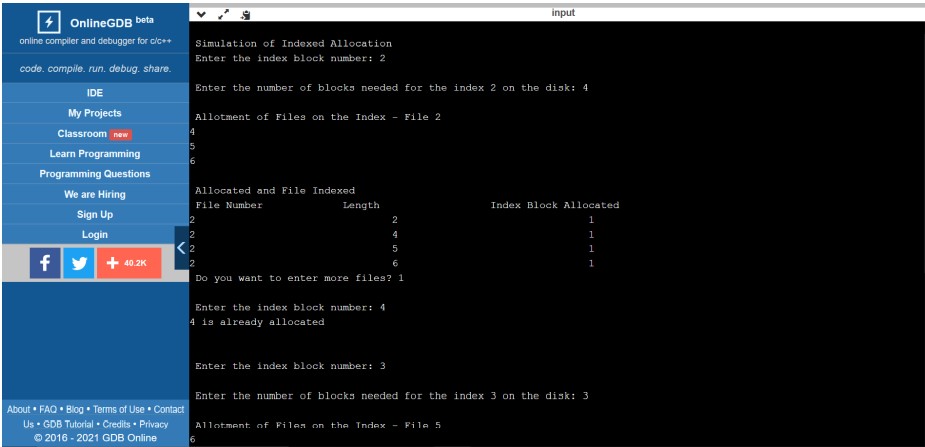 OnlineGDB beta
online compiler and debugger for c/c++
code. compile. run. debug. share.
IDE
My Projects
Classroom new
Learn Programming
Programming Questions
We are Hiring
Sign Up
Login
f
40.2K
About • FAQ • Blog • Terms of Use • Contact
Us • GDB Tutorial • Credits • Privacy
© 2016 - 2021 GDB Online
input
Simulation of Indexed Allocation
Enter the index block number: 2
Enter the number of blocks needed for the index 2 on the disk: 4
Allotment of Files on the Index - File 2
4
5
6
Allocated and File Indexed
File Number Length Index Block Allocated
2 2 1
2 4 1
2 5 1
2 6 1
Do you want to enter more files? 1
Enter the index block number: 4
4 is already allocated
Enter the index block number: 3
Enter the number of blocks needed for the index 3 on the disk: 3
Allotment of Files on the Index - File 5
6